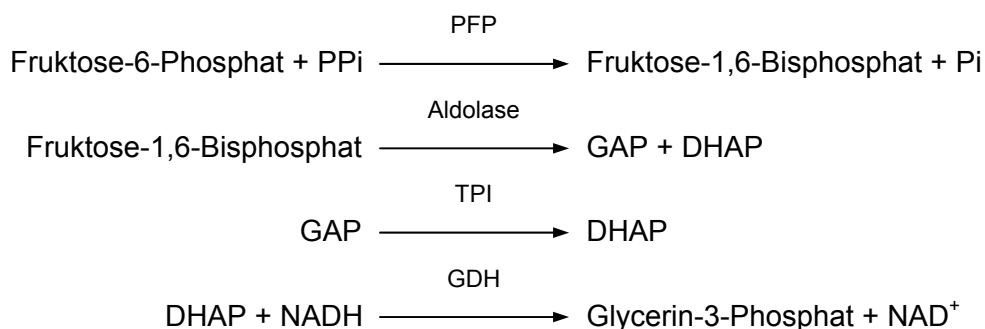 PFP
Fruktose-6-Phosphat + PPi Fruktose-1,6-Bisphosphat + Pi
Aldolase
Fruktose-1,6-Bisphosphat GAP + DHAP
TPI
GAP DHAP
GDH
DHAP + NADH Glycerin-3-Phosphat + NAD⁺